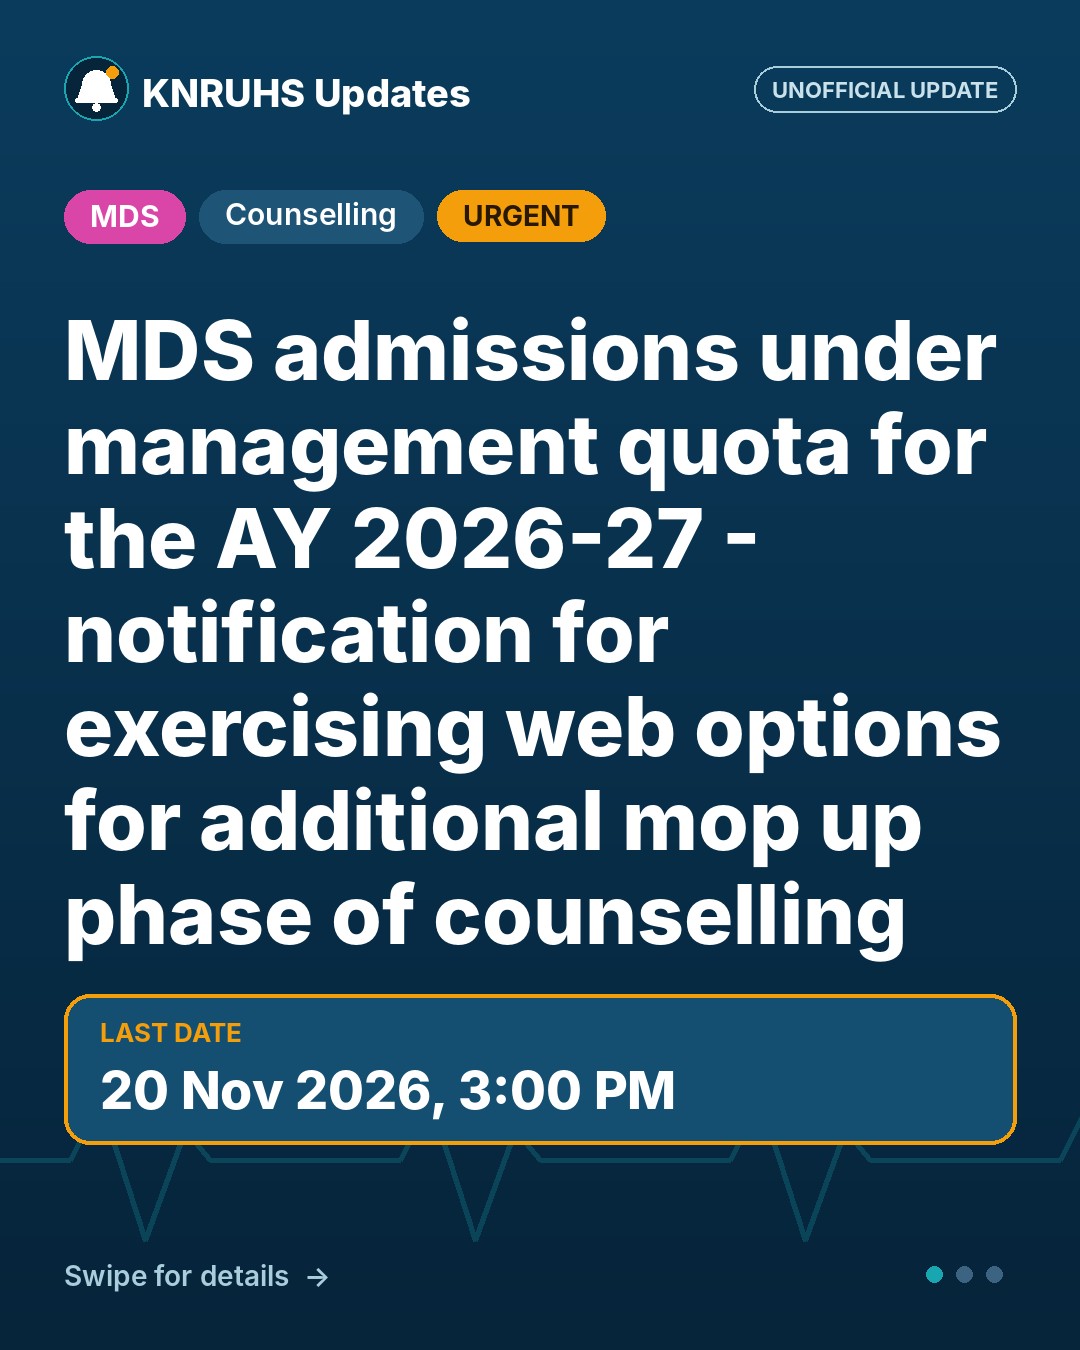 KNRUHS Updates
UNOFFICIAL UPDATE
MDS
Counselling
URGENT
MDS admissions under
management quota for
the AY 2026-27 -
notification for
exercising web options
for additional mop up
phase of counselling
LAST DATE
20 Nov 2026, 3:00 PM
Swipe for details →